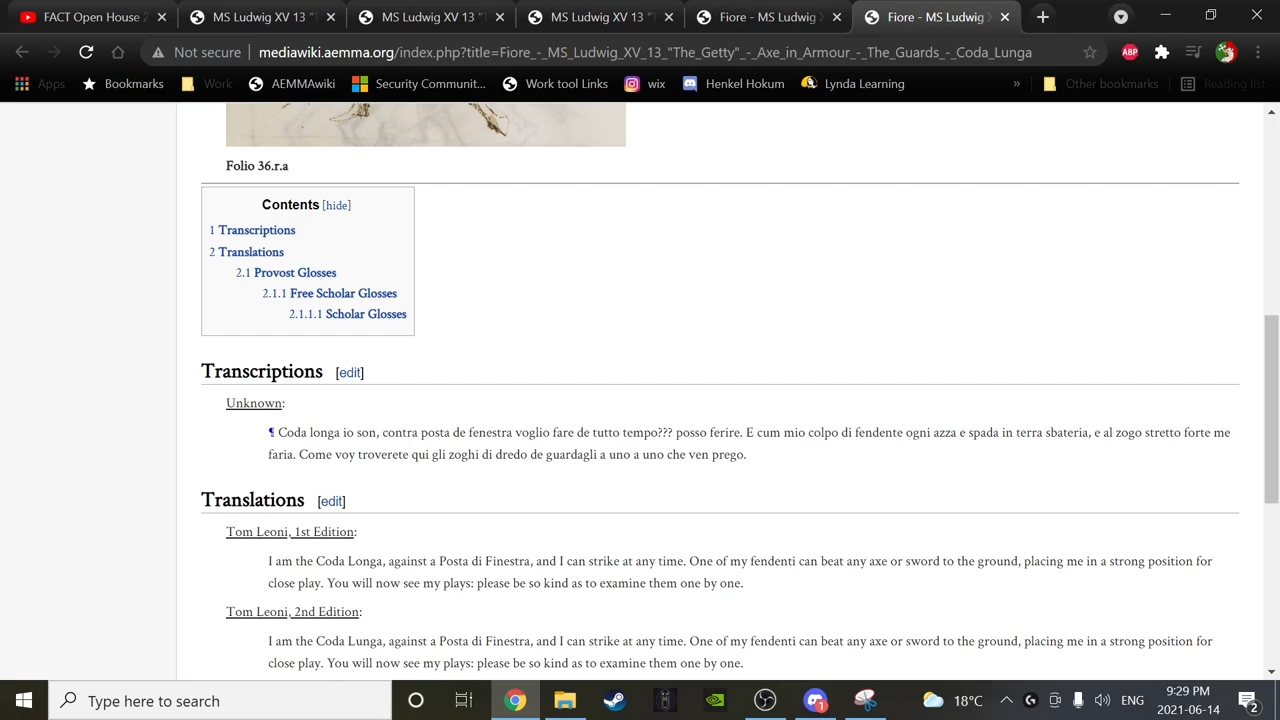 FACT Open House 2
MS Ludwig XV 13 "T
MS Ludwig XV 13 "T
MS Ludwig XV 13 "T
Fiore - MS Ludwig X
Fiore - MS Ludwig X
Not secure
mediawiki.aemma.org/index.php?title=Fiore_-_MS_Ludwig_XV_13_"The_Getty"_-_Axe_in_Armour_-_The_Guards_-_Coda_Lunga
ABP
Apps
Bookmarks
Work
AEMMAwiki
Security Communit...
Work tool Links
wix
Henkel Hokum
Lynda Learning
»
Other bookmarks
Reading list
Folio 36.r.a
Contents [hide]
1 Transcriptions
2 Translations
2.1 Provost Glosses
2.1.1 Free Scholar Glosses
2.1.1.1 Scholar Glosses
Transcriptions [edit]
Unknown:
¶ Coda longa io son, contra posta de fenestra voglio fare de tutto tempo??? posso ferire. E cum mio colpo di fendente ogni azza e spada in terra sbateria, e al zogo stretto forte me
faria. Come voy troverete qui gli zoghi di dredo de guardagli a uno a uno che ven prego.
Translations [edit]
Tom Leoni, 1st Edition:
I am the Coda Longa, against a Posta di Finestra, and I can strike at any time. One of my fendenti can beat any axe or sword to the ground, placing me in a strong position for
close play. You will now see my plays: please be so kind as to examine them one by one.
Tom Leoni, 2nd Edition:
I am the Coda Lunga, against a Posta di Finestra, and I can strike at any time. One of my fendenti can beat any axe or sword to the ground, placing me in a strong position for
close play. You will now see my plays: please be so kind as to examine them one by one.
Type here to search
1
18°C
ENG
9:29 PM
2021-06-14
2